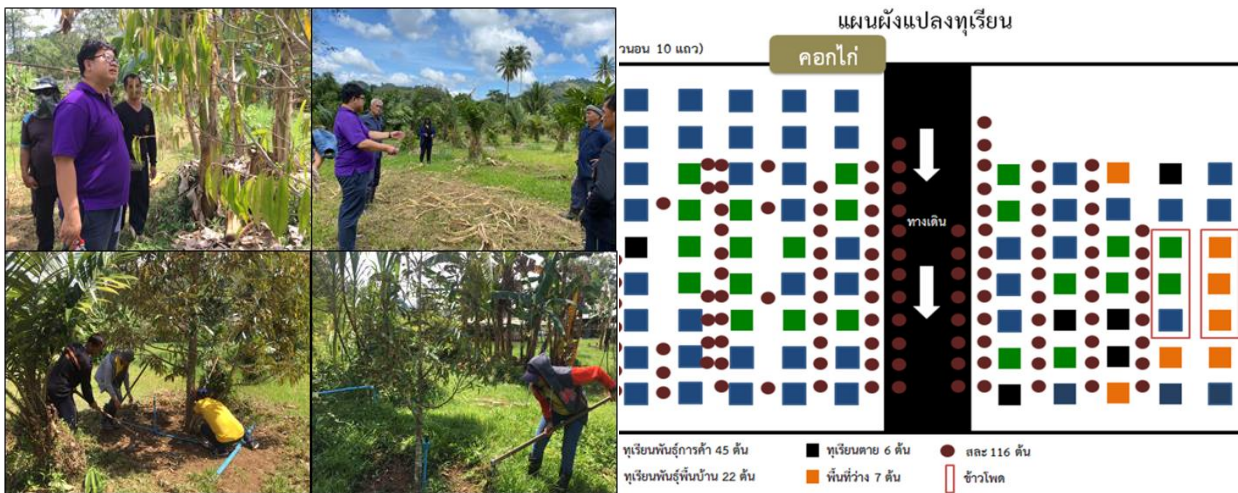 แผนผังแปลงทุเรียน
วนอน 10 แถว)
คอกไก่
ทางเดิน
ทุเรียนพันธุ์การค้า 45 ต้น
ทุเรียนตาย 6 ต้น
สละ 116 ต้น
ทุเรียนพันธุ์พื้นบ้าน 22 ต้น
พื้นที่ว่าง 7 ต้น
ข้าวโพด